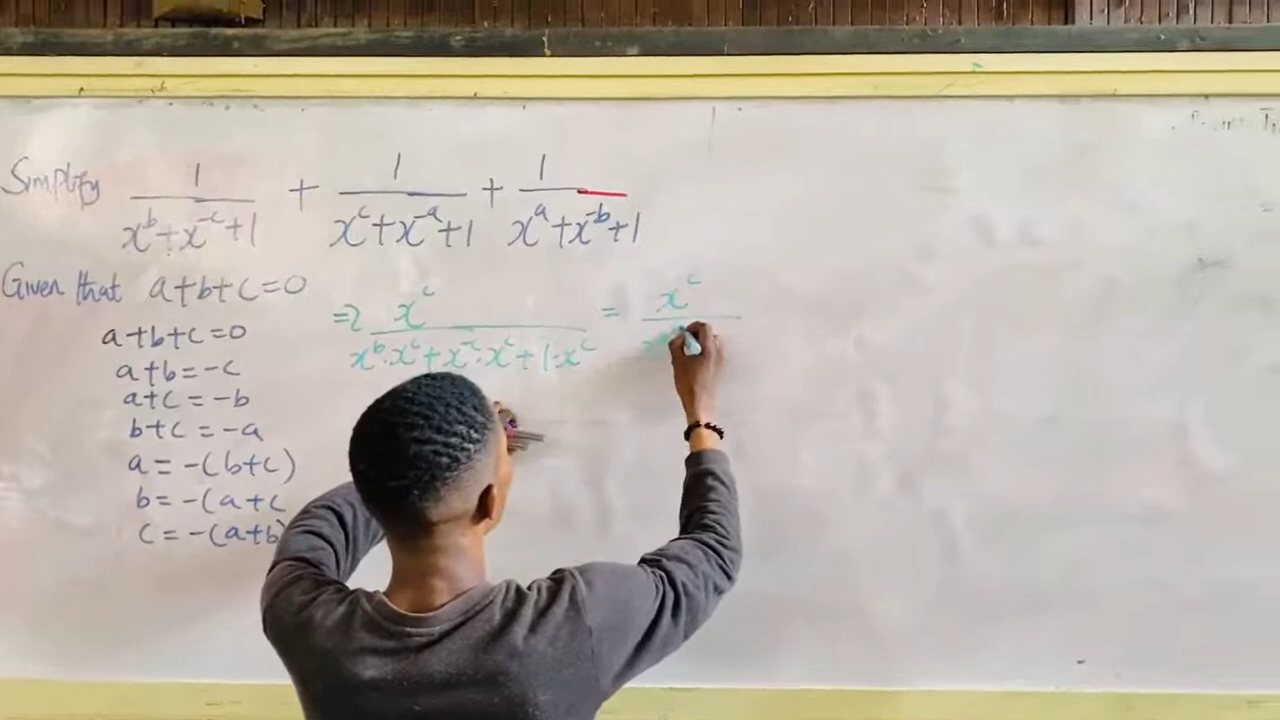 Simplify 1/(x^b+x^-c+1) + 1/(x^c+x^-a+1) + 1/(x^a+x^-b+1)
Given that a+b+c=0
a+b+c=0
a+b=-c
a+c=-b
b+c=-a
a=-(b+c)
b=-(a+c
c=-(a+b)
=> x^c/(x^b·x^c+x^-c·x^c+1·x^c) = x^c